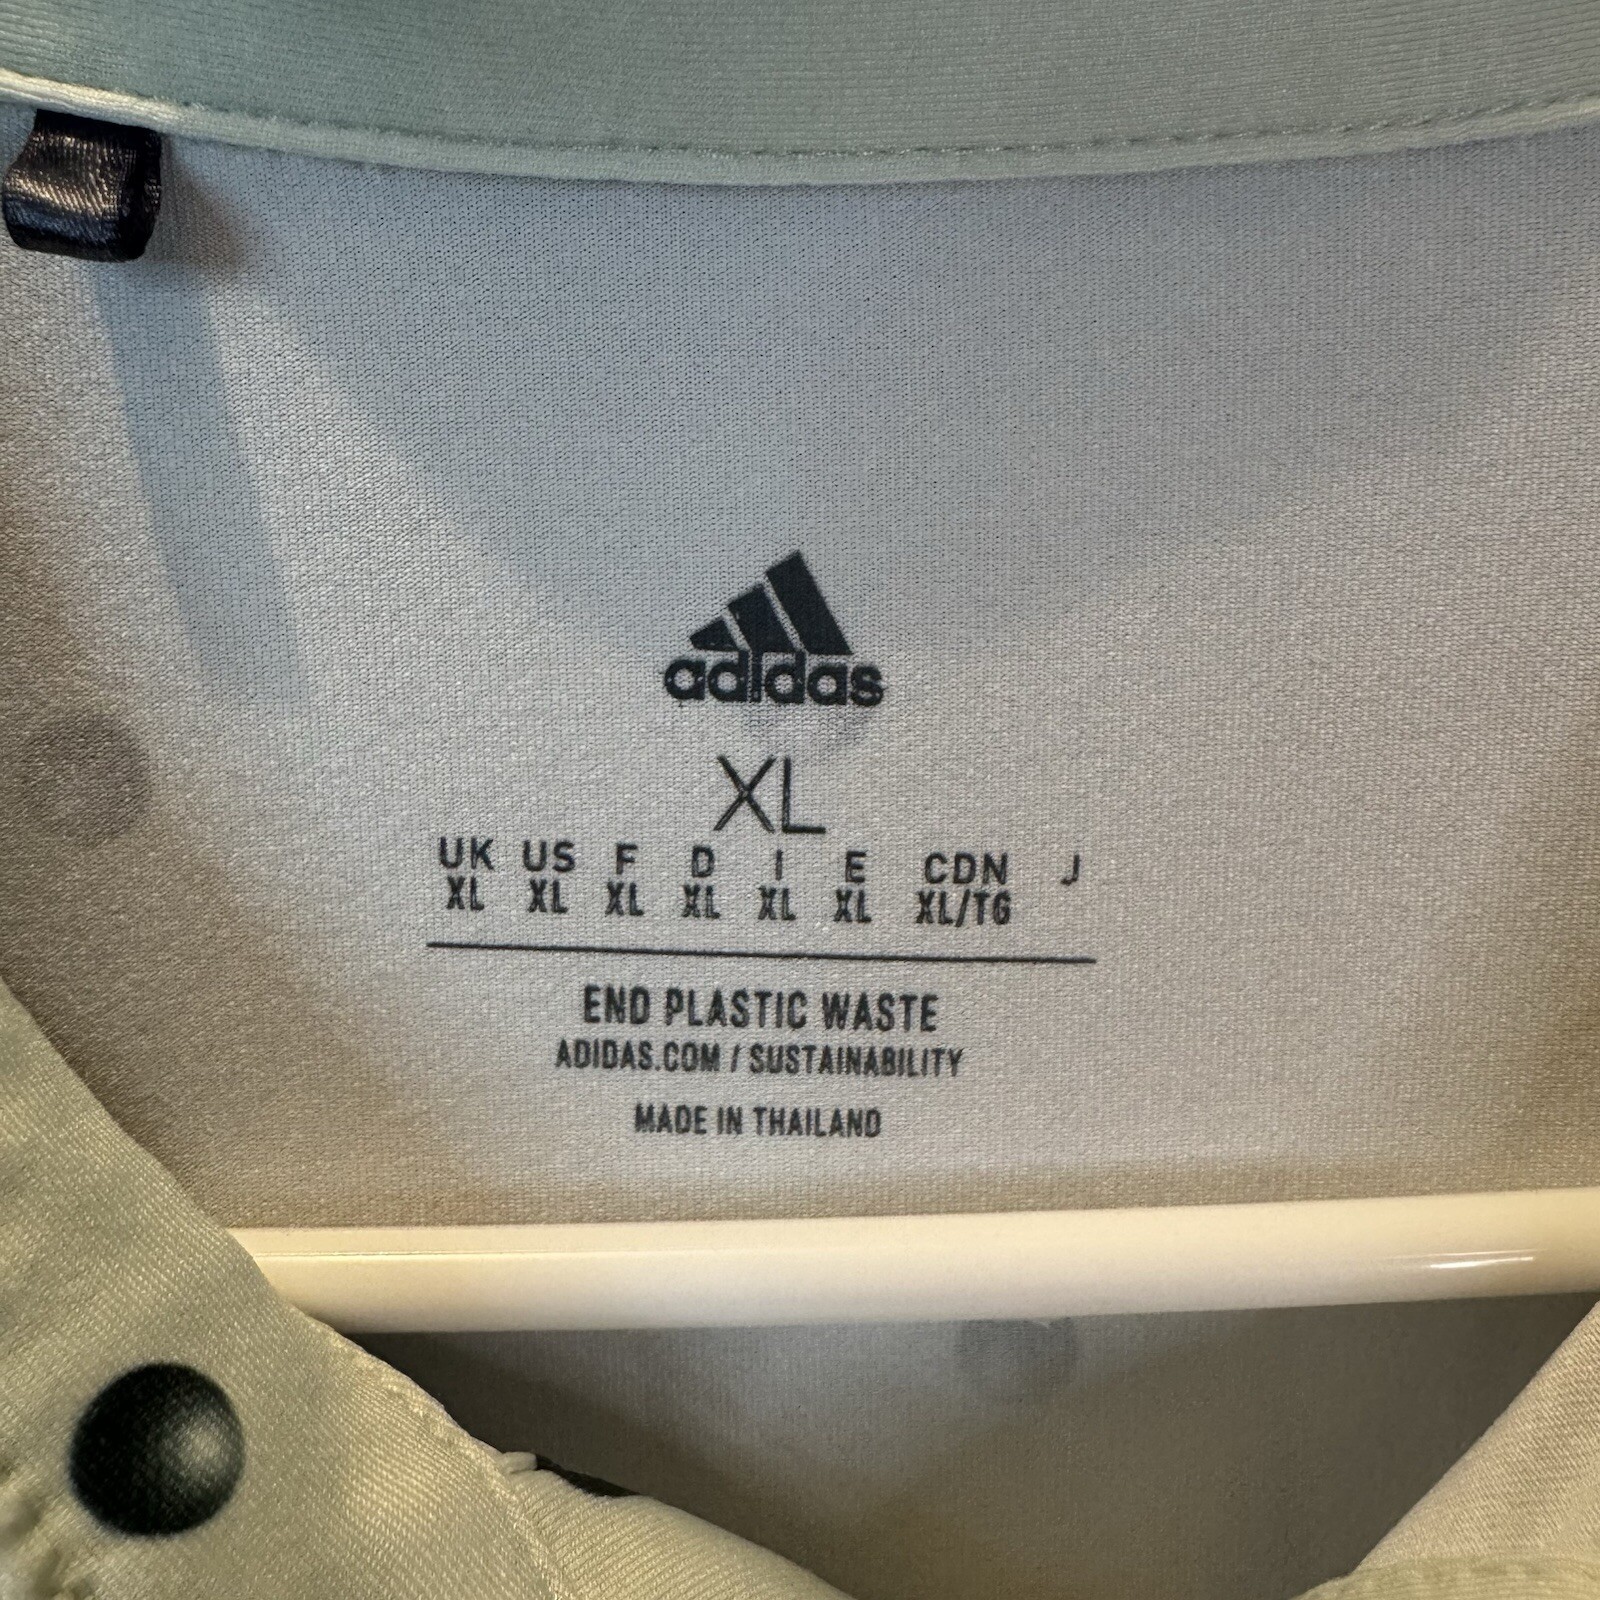 adidas
XL
UK US F D I E CDN J
XL XL XL XL XL XL XL/TG
END PLASTIC WASTE
ADIDAS.COM / SUSTAINABILITY
MADE IN THAILAND